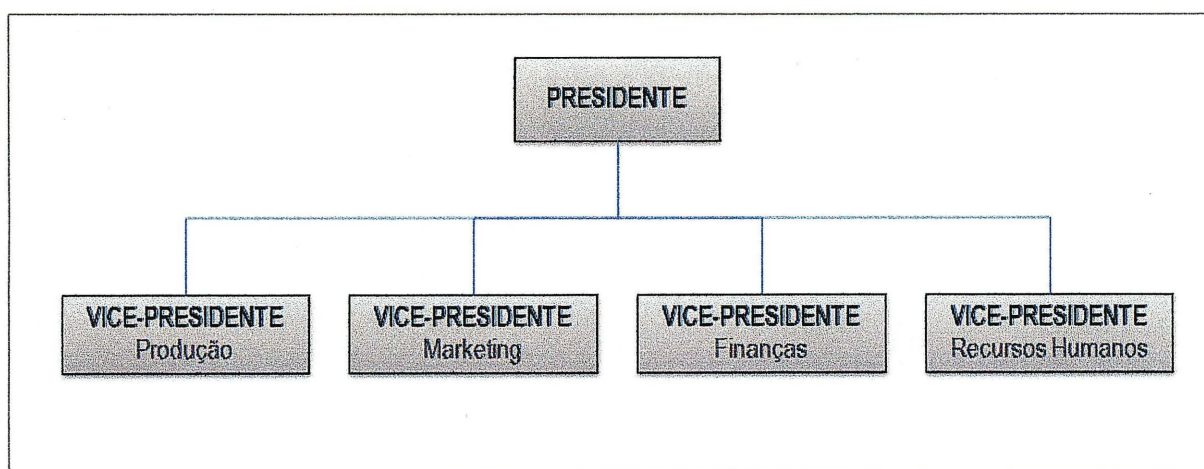 PRESIDENTE
VICE-PRESIDENTE
Produção
VICE-PRESIDENTE
Marketing
VICE-PRESIDENTE
Finanças
VICE-PRESIDENTE
Recursos Humanos